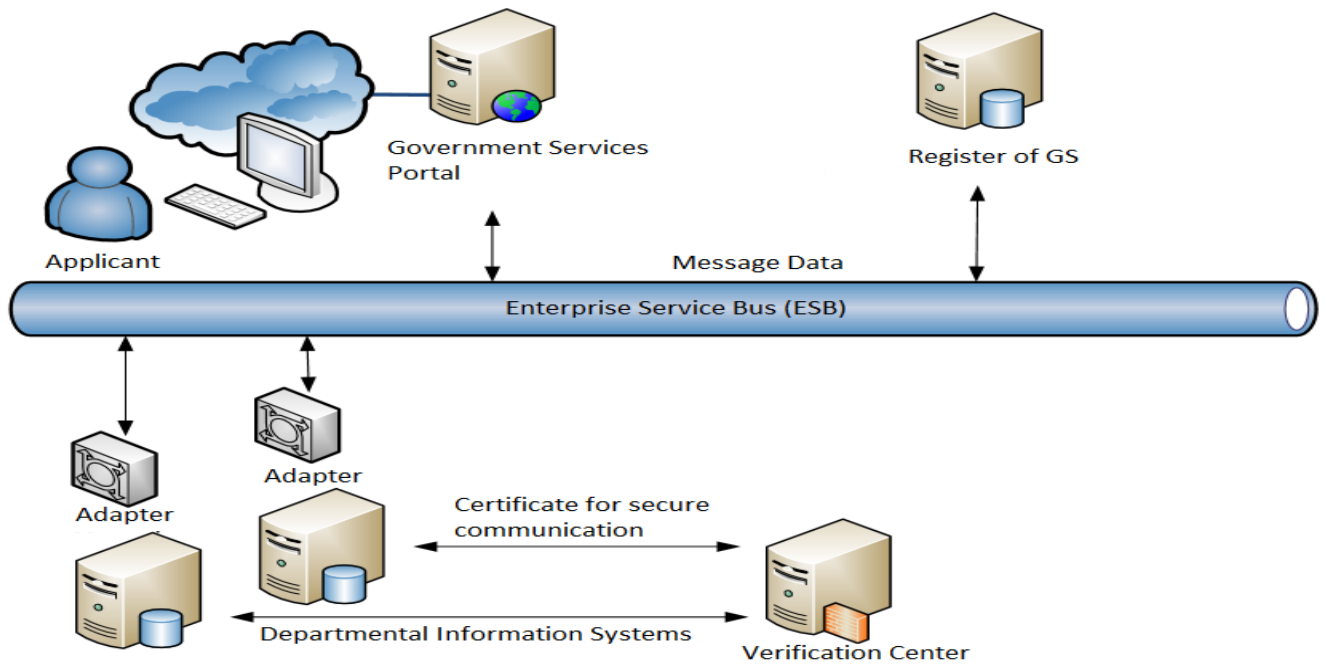 Government Services
Portal
Register of GS
Applicant
Message Data
Enterprise Service Bus (ESB)
Adapter
Adapter
Certificate for secure
communication
Departmental Information Systems
Verification Center